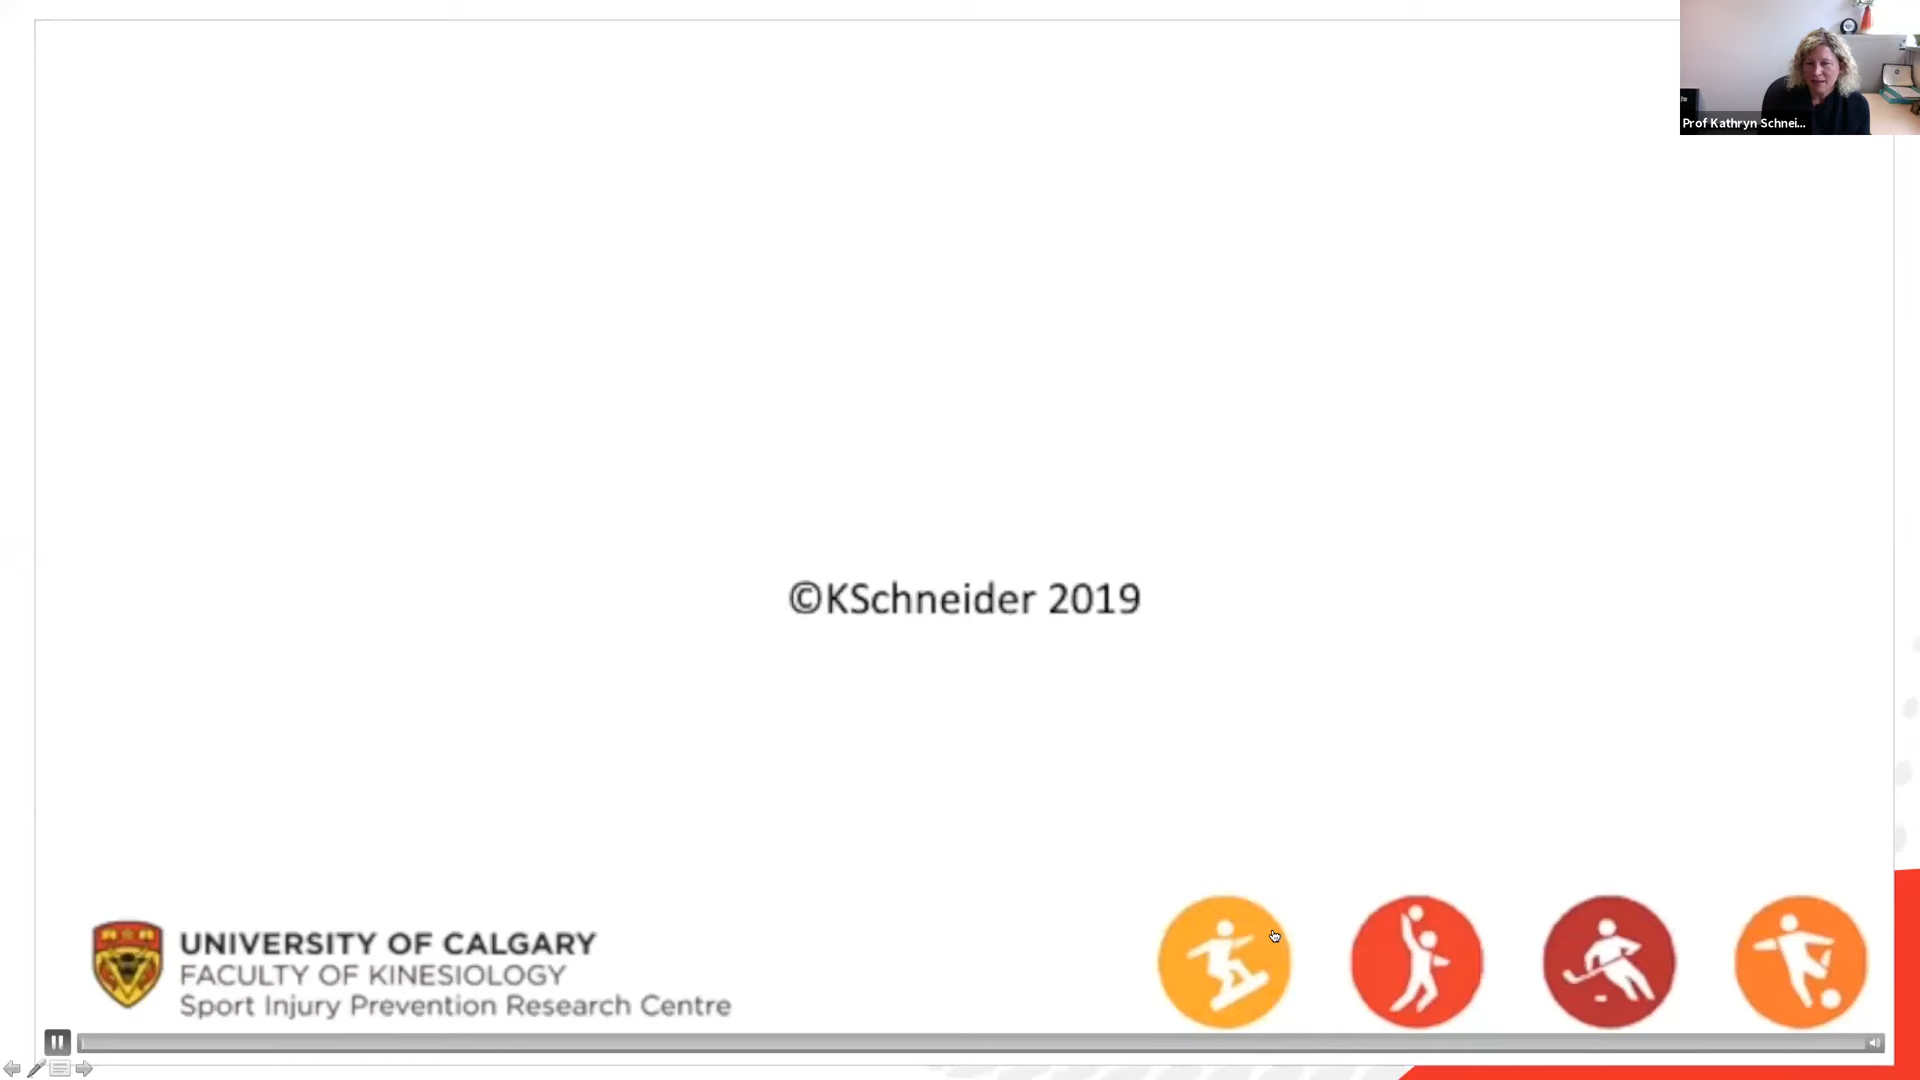 Prof Kathryn Schnei...
©KSchneider 2019
UNIVERSITY OF CALGARY
FACULTY OF KINESIOLOGY
Sport Injury Prevention Research Centre